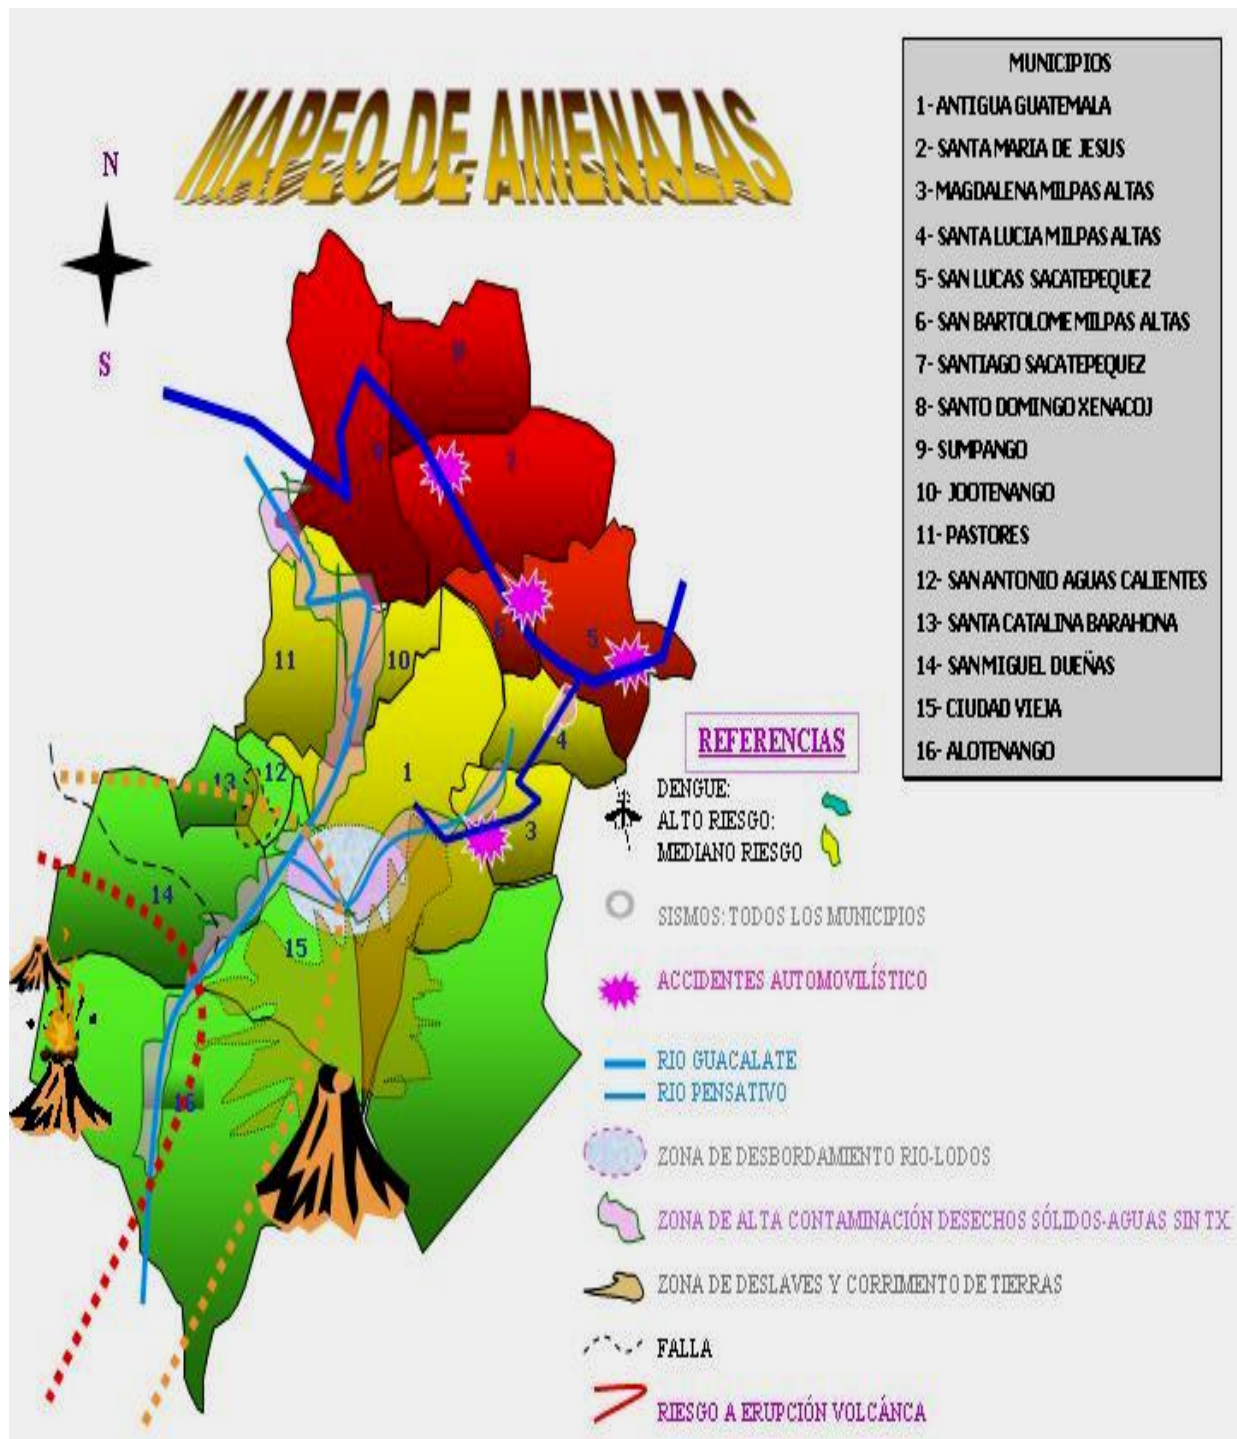 MAPEO DE AMENAZAS
N
S
MUNICIPIOS
1- ANTIGUA GUATEMALA
2- SANTA MARIA DE JESUS
3- MAGDALENA MILPAS ALTAS
4- SANTA LUCIA MILPAS ALTAS
5- SAN LUCAS SACATEPEQUEZ
6- SAN BARTOLOME MILPAS ALTAS
7- SANTIAGO SACATEPEQUEZ
8- SANTO DOMINGO XENACOJ
9- SUMPANGO
10- JOOTENANGO
11- PASTORES
12- SAN ANTONIO AGUAS CALIENTES
13- SANTA CATALINA BARAHONA
14- SAN MIGUEL DUEÑAS
15- CIUDAD VIEJA
16- ALOTENANGO
7
6
5
11
10
4
1
13
12
3
14
15
16
REFERENCIAS
DENGUE:
ALTO RIESGO:
MEDIANO RIESGO
SISMOS: TODOS LOS MUNICIPIOS
ACCIDENTES AUTOMOVILÍSTICO
RIO GUACALATE
RIO PENSATIVO
ZONA DE DESBORDAMIENTO RIO-LODOS
ZONA DE ALTA CONTAMINACIÓN DESECHOS SÓLIDOS-AGUAS SIN TX.
ZONA DE DESLAVES Y CORRIMENTO DE TIERRAS
FALLA
RIESGO A ERUPCIÓN VOLCÁNCA